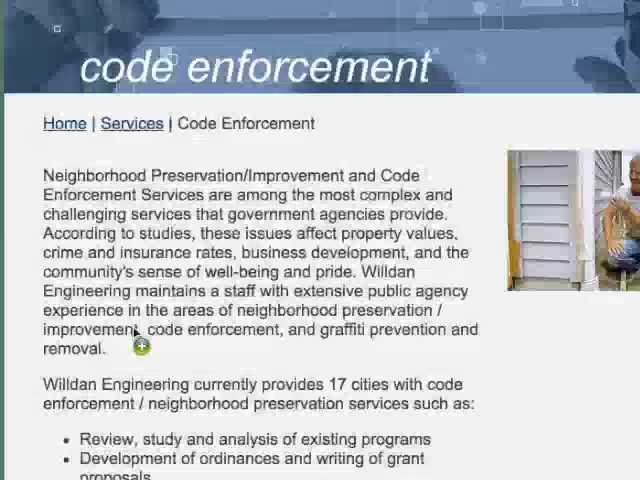 code enforcement
Home | Services | Code Enforcement
Neighborhood Preservation/Improvement and Code
Enforcement Services are among the most complex and
challenging services that government agencies provide.
According to studies, these issues affect property values,
crime and insurance rates, business development, and the
community's sense of well-being and pride. Willdan
Engineering maintains a staff with extensive public agency
experience in the areas of neighborhood preservation /
improvement, code enforcement, and graffiti prevention and
removal.
Willdan Engineering currently provides 17 cities with code
enforcement / neighborhood preservation services such as:
• Review, study and analysis of existing programs
• Development of ordinances and writing of grant
proposals